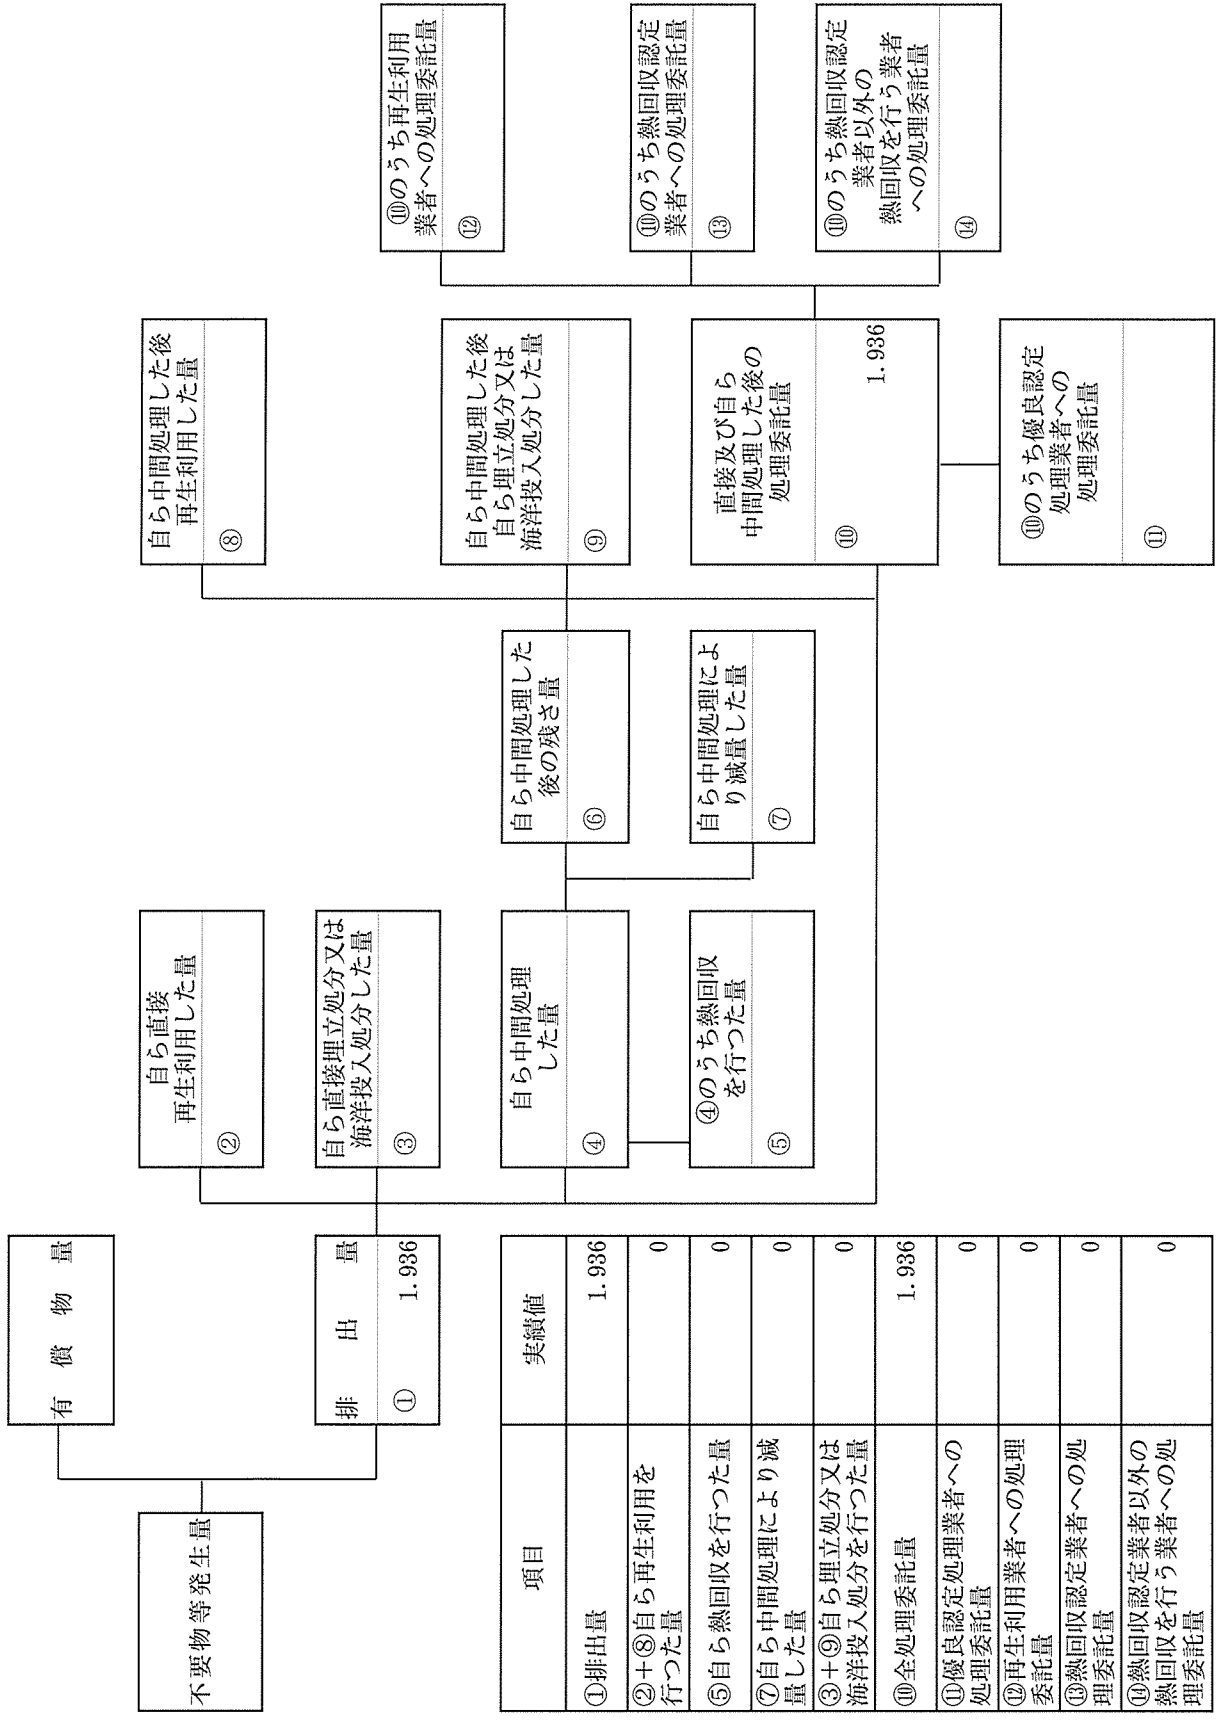 不要物等発生量
有償物量
排出量
① 1.936
自ら直接
再生利用した量
②
自ら直接埋立処分又は
海洋投入処分した量
③
自ら中間処理
した量
④
④のうち熱回収
を行つた量
⑤
自ら中間処理した
後の残さ量
⑥
自ら中間処理によ
り減量した量
⑦
自ら中間処理した後
再生利用した量
⑧
自ら中間処理した後
自ら埋立処分又は
海洋投入処分した量
⑨
直接及び自ら
中間処理した後の
処理委託量
⑩ 1.936
⑩のうち優良認定
処理業者への
処理委託量
⑪
⑩のうち再生利用
業者への処理委託量
⑫
⑩のうち熱回収認定
業者への処理委託量
⑬
⑩のうち熱回収認定
業者以外の
熱回収を行う業者
への処理委託量
⑭
項目 実績値
①排出量 1.936
②+⑧自ら再生利用を
行つた量 0
⑤自ら熱回収を行つた量 0
⑦自ら中間処理により減
量した量 0
③+⑨自ら埋立処分又は
海洋投入処分を行つた量 0
⑩全処理委託量 1.936
⑪優良認定処理業者への
処理委託量 0
⑫再生利用業者への処理
委託量 0
⑬熱回収認定業者への処
理委託量 0
⑭熱回収認定業者以外の
熱回収を行う業者への処
理委託量 0